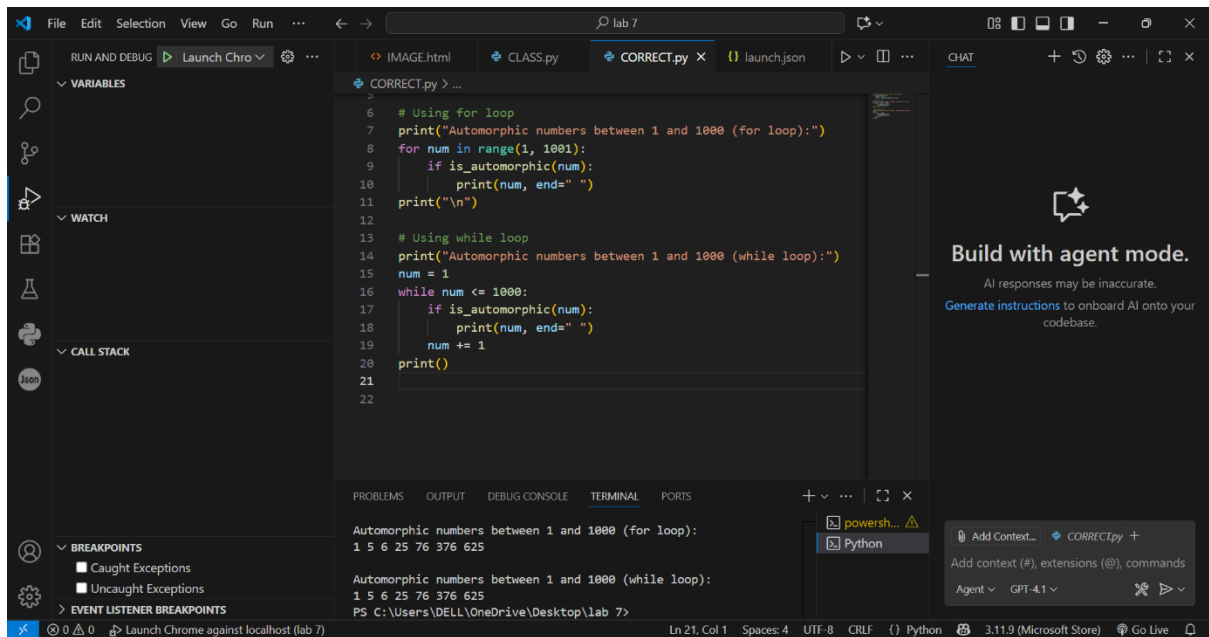 File Edit Selection View Go Run ··· ← → lab 7
RUN AND DEBUG Launch Chro ···
IMAGE.html CLASS.py CORRECT.py × {} launch.json ···
CHAT
VARIABLES
WATCH
CALL STACK
BREAKPOINTS
Caught Exceptions
Uncaught Exceptions
EVENT LISTENER BREAKPOINTS
Json
CORRECT.py > ...
5
6 # Using for loop
7 print("Automorphic numbers between 1 and 1000 (for loop):")
8 for num in range(1, 1001):
9 if is_automorphic(num):
10 print(num, end=" ")
11 print("\n")
12
13 # Using while loop
14 print("Automorphic numbers between 1 and 1000 (while loop):")
15 num = 1
16 while num <= 1000:
17 if is_automorphic(num):
18 print(num, end=" ")
19 num += 1
20 print()
21
22
PROBLEMS OUTPUT DEBUG CONSOLE TERMINAL PORTS
Automorphic numbers between 1 and 1000 (for loop):
1 5 6 25 76 376 625
Automorphic numbers between 1 and 1000 (while loop):
1 5 6 25 76 376 625
PS C:\Users\DELL\OneDrive\Desktop\lab 7>
powersh...
Python
Build with agent mode.
AI responses may be inaccurate.
Generate instructions to onboard AI onto your
codebase.
Add Context... CORRECT.py +
Add context (#), extensions (@), commands
Agent GPT-4.1
0 0 Launch Chrome against localhost (lab 7) Ln 21, Col 1 Spaces: 4 UTF-8 CRLF {} Python 3.11.9 (Microsoft Store) Go Live